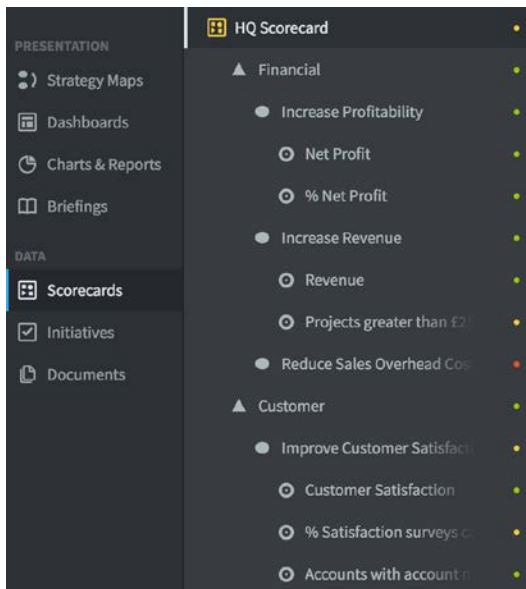 PRESENTATION
Strategy Maps
Dashboards
Charts & Reports
Briefings
DATA
Scorecards
Initiatives
Documents
HQ Scorecard
Financial
Increase Profitability
Net Profit
% Net Profit
Increase Revenue
Revenue
Projects greater than
Reduce Sales Overhead
Customer
Improve Customer
Customer Satisfaction
% Satisfaction surveys
Accounts with account